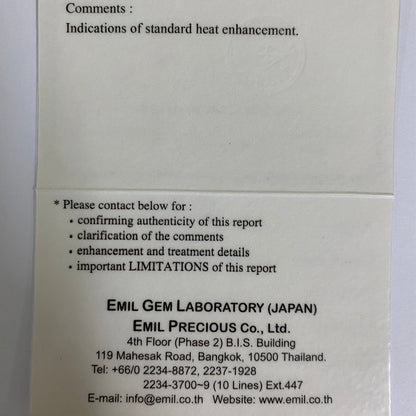 Comments :
Indications of standard heat enhancement.
* Please contact below for :
• confirming authenticity of this report
• clarification of the comments
• enhancement and treatment details
• important LIMITATIONS of this report
EMIL GEM LABORATORY (JAPAN)
EMIL PRECIOUS CO., LTD.
4th Floor (Phase 2) B.I.S. Building
119 Mahesak Road, Bangkok, 10500 Thailand.
Tel: +66/0 2234-8872, 2237-1928
2234-3700~9 (10 Lines) Ext.447
E-mail: info@emil.co.th Website: www.emil.co.th